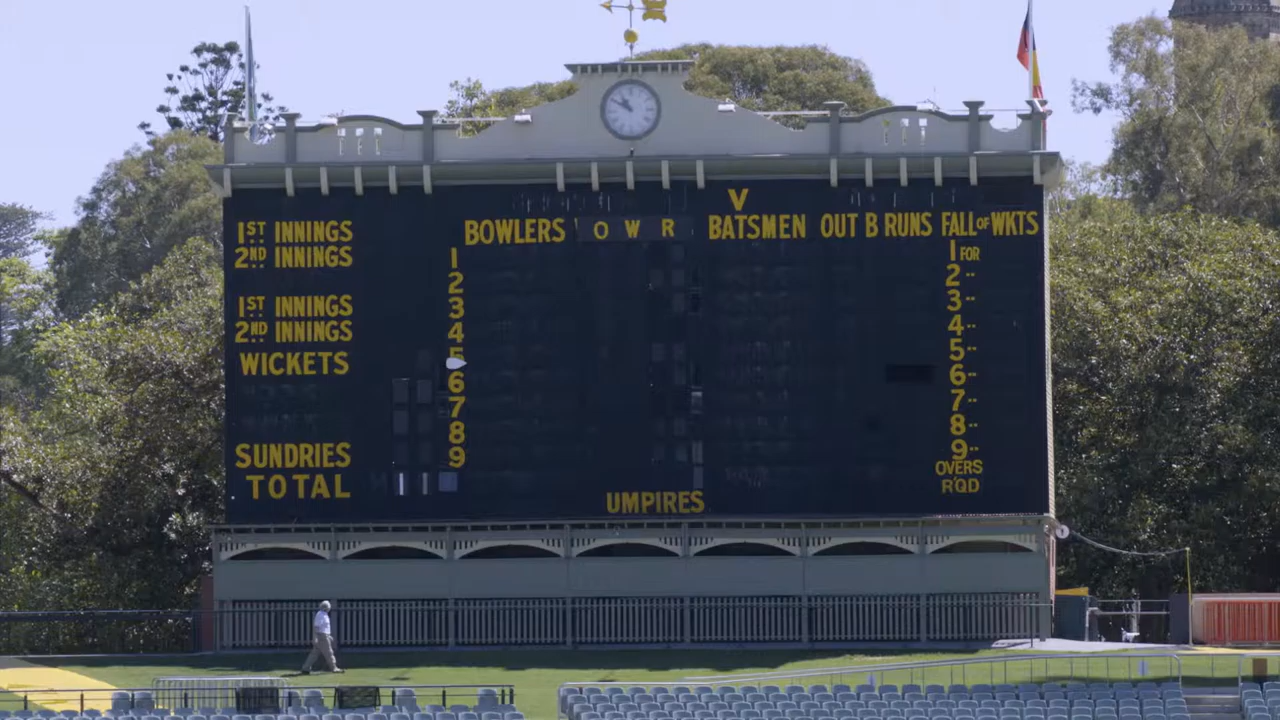 V
1ST INNINGS
2ND INNINGS
1ST INNINGS
2ND INNINGS
WICKETS
SUNDRIES
TOTAL
BOWLERS O W R
1
2
3
4
5
6
7
8
9
UMPIRES
BATSMEN OUT B RUNS FALL OF WKTS
1 FOR
2 "
3 "
4 "
5 "
6 "
7 "
8 "
9 "
OVERS
R'QD